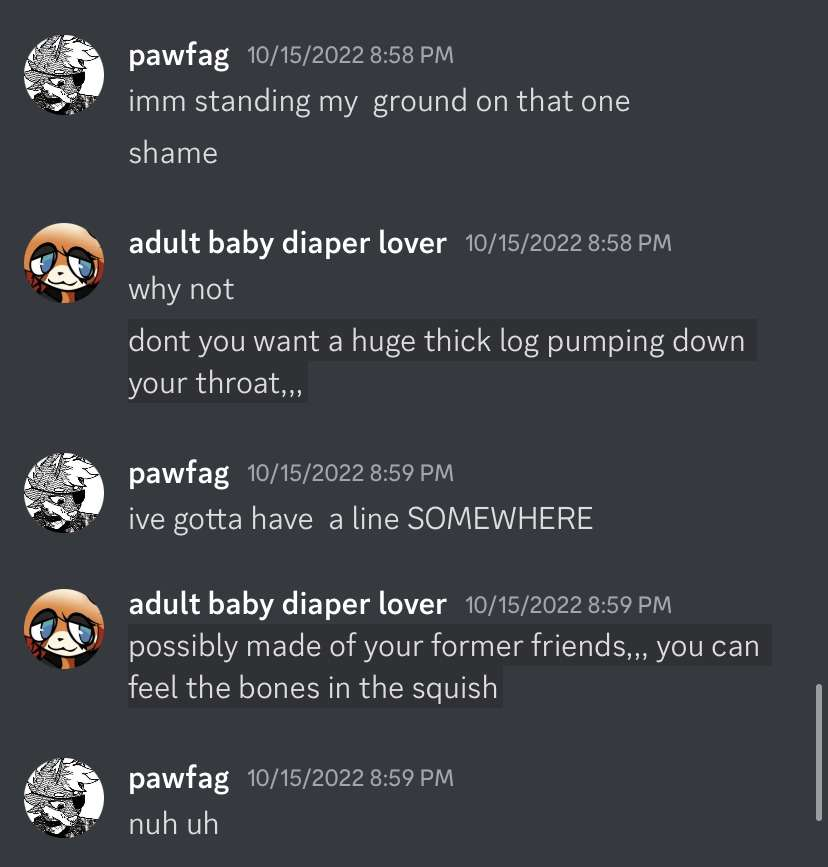 pawfag 10/15/2022 8:58 PM
imm standing my  ground on that one
shame
adult baby diaper lover 10/15/2022 8:58 PM
why not
dont you want a huge thick log pumping down
your throat,,,
pawfag 10/15/2022 8:59 PM
ive gotta have  a line SOMEWHERE
adult baby diaper lover 10/15/2022 8:59 PM
possibly made of your former friends,,, you can
feel the bones in the squish
pawfag 10/15/2022 8:59 PM
nuh uh